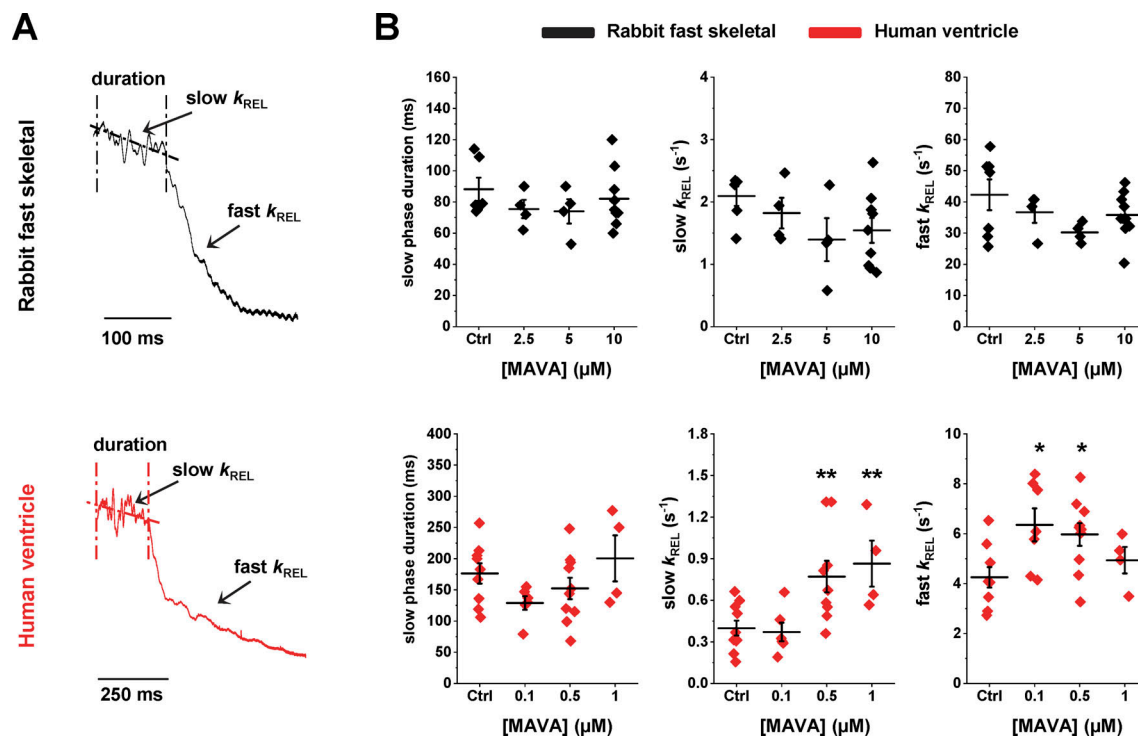 A
B
Rabbit fast skeletal
Human ventricle
Rabbit fast skeletal
duration
slow kREL
fast kREL
100 ms
slow phase duration (ms)
160
140
120
100
80
60
40
20
0
Ctrl 2.5 5 10
[MAVA] (µM)
slow kREL (s-1)
4
3
2
1
0
Ctrl 2.5 5 10
[MAVA] (µM)
fast kREL (s-1)
80
70
60
50
40
30
20
10
0
Ctrl 2.5 5 10
[MAVA] (µM)
Human ventricle
duration
slow kREL
fast kREL
250 ms
slow phase duration (ms)
400
350
300
250
200
150
100
50
0
Ctrl 0.1 0.5 1
[MAVA] (µM)
slow kREL (s-1)
1.8
1.5
1.2
0.9
0.6
0.3
0.0
** **
Ctrl 0.1 0.5 1
[MAVA] (µM)
fast kREL (s-1)
10
8
6
4
2
0
* *
Ctrl 0.1 0.5 1
[MAVA] (µM)